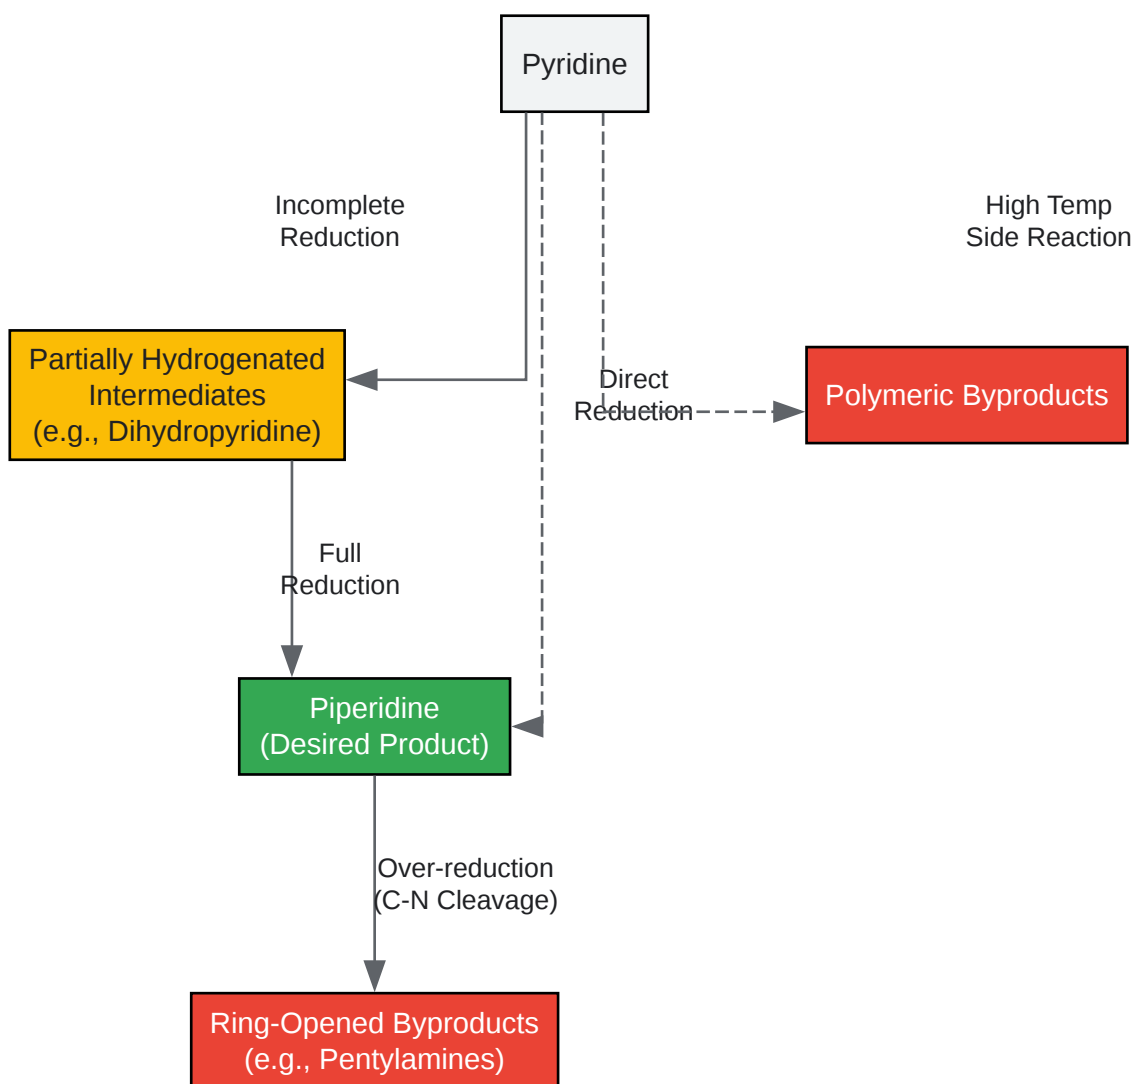 Pyridine
Incomplete
Reduction
High Temp
Side Reaction
Partially Hydrogenated
Intermediates
(e.g., Dihydropyridine)
Direct
Reduction
Polymeric Byproducts
Full
Reduction
Piperidine
(Desired Product)
Over-reduction
(C-N Cleavage)
Ring-Opened Byproducts
(e.g., Pentylamines)